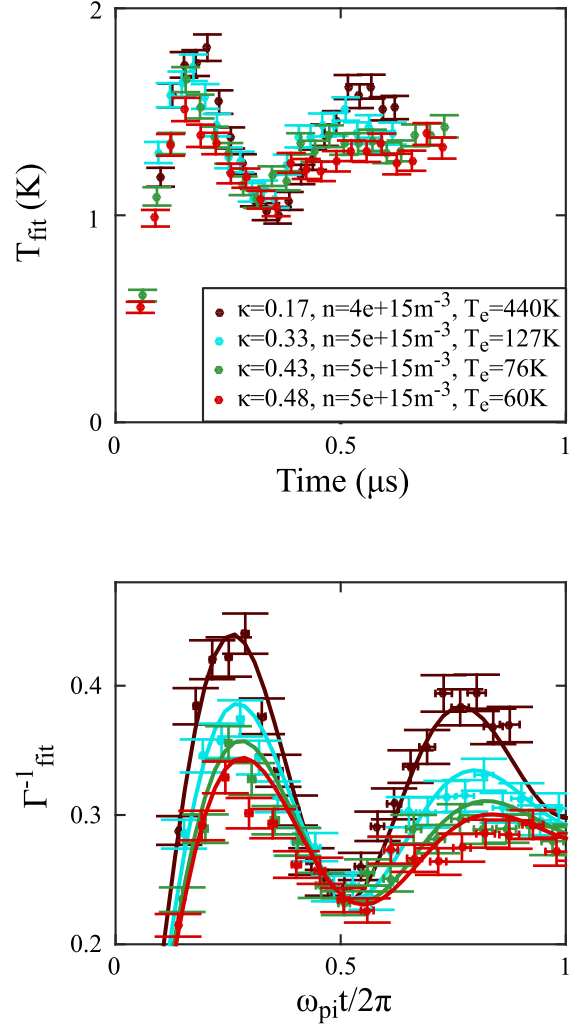 2
1
0
T_fit (K)
κ=0.17, n=4e+15m⁻³, T_e=440K
κ=0.33, n=5e+15m⁻³, T_e=127K
κ=0.43, n=5e+15m⁻³, T_e=76K
κ=0.48, n=5e+15m⁻³, T_e=60K
0 0.5 1
Time (μs)
0.4
0.3
0.2
Γ⁻¹_fit
0 0.5 1
ω_pi t/2π